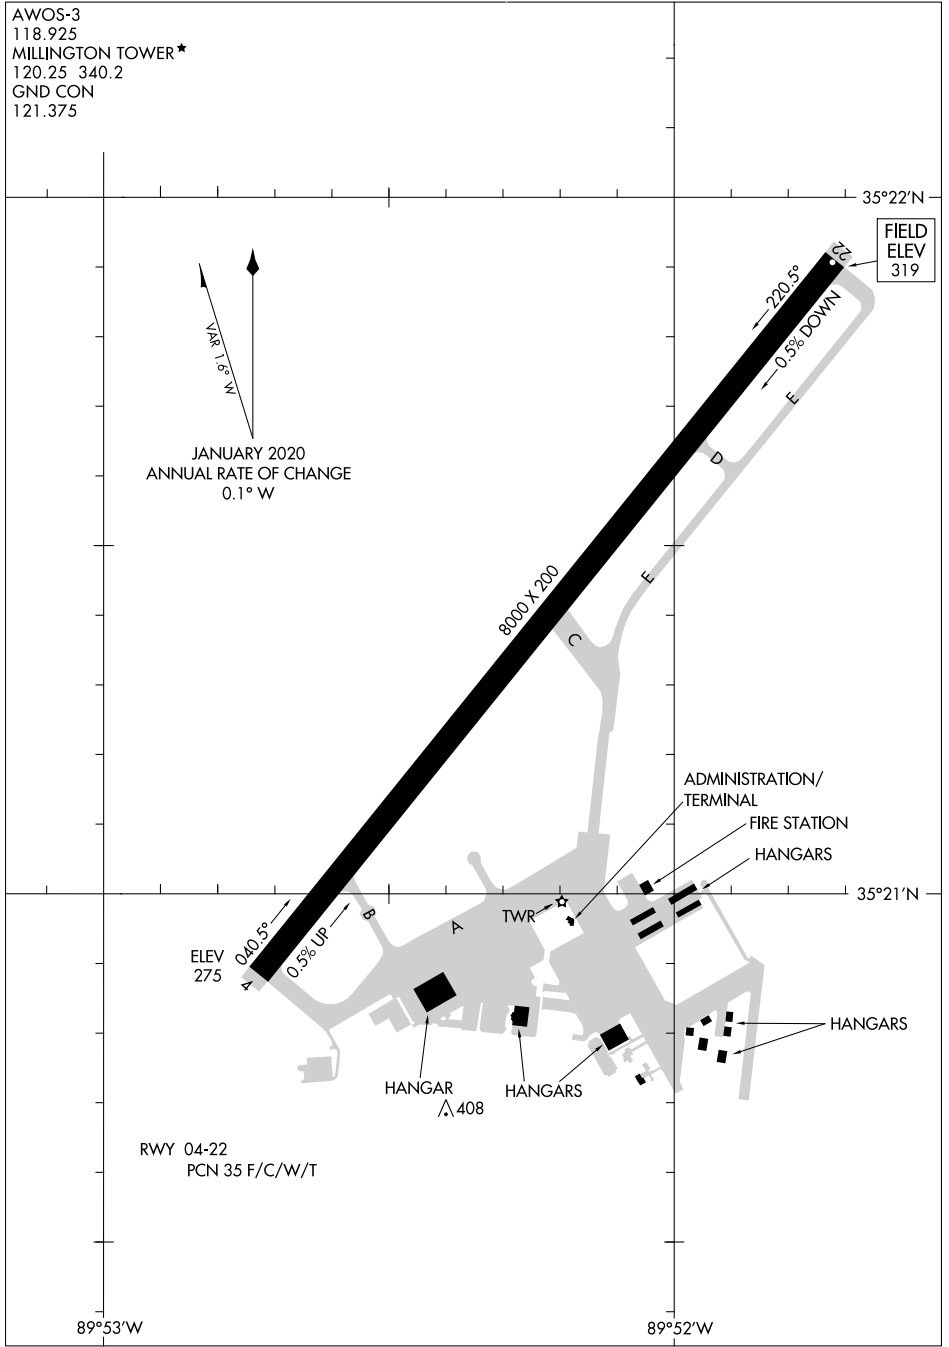 AWOS-3
118.925
MILLINGTON TOWER★
120.25 340.2
GND CON
121.375
35°22'N
FIELD
ELEV
319
22
220.5°
0.5% DOWN
VAR 1.6° W
E
JANUARY 2020
ANNUAL RATE OF CHANGE
0.1° W
D
E
8000 X 200
C
ADMINISTRATION/
TERMINAL
FIRE STATION
HANGARS
35°21'N
B
A
TWR
040.5°
0.5% UP
ELEV
275
4
HANGARS
HANGAR
HANGARS
408
RWY 04-22
PCN 35 F/C/W/T
89°53'W
89°52'W